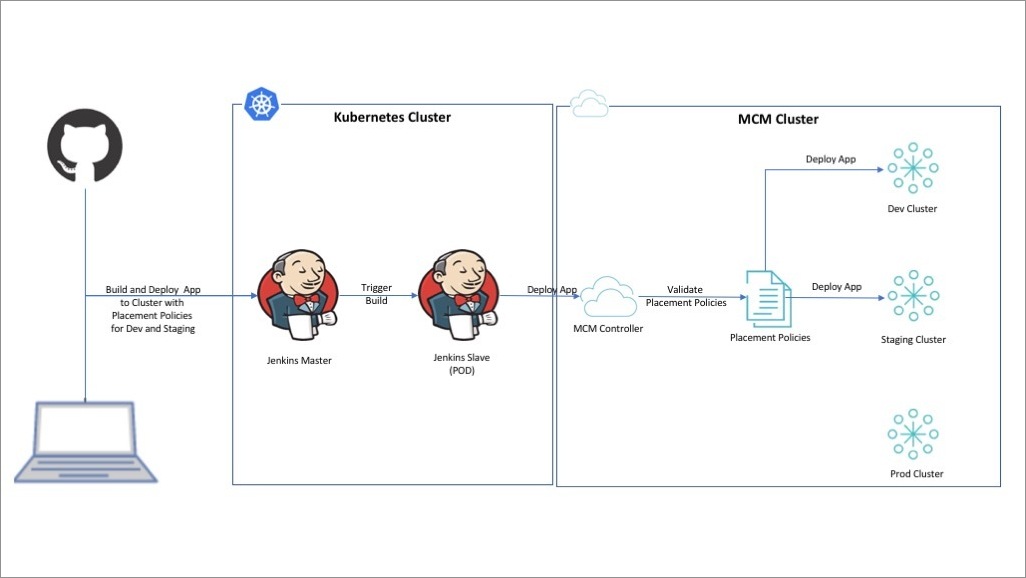 Kubernetes Cluster
MCM Cluster
Deploy App
Dev Cluster
Build and Deploy App
to Cluster with
Placement Policies
for Dev and Staging
Trigger
Build
Deploy App
Validate
Placement Policies
Deploy App
MCM Controller
Placement Policies
Staging Cluster
Jenkins Master
Jenkins Slave
(POD)
Prod Cluster